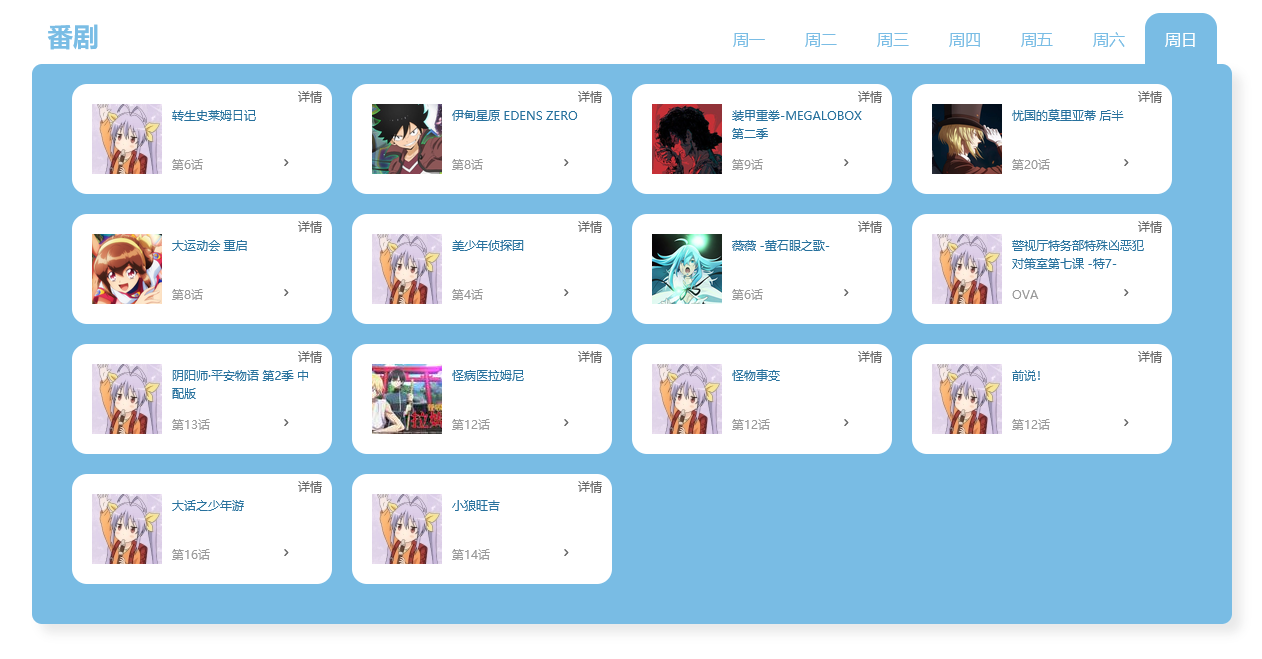 番剧
周一 周二 周三 周四 周五 周六 周日
详情
转生史莱姆日记
第6话
详情
伊甸星原 EDENS ZERO
第8话
详情
装甲重拳-MEGALOBOX
第二季
第9话
详情
忧国的莫里亚蒂 后半
第20话
详情
大运动会 重启
第8话
详情
美少年侦探团
第4话
详情
薇薇 -萤石眼之歌-
第6话
详情
警视厅特务部特殊凶恶犯
对策室第七课 -特7-
OVA
详情
阴阳师·平安物语 第2季 中
配版
第13话
详情
怪病医拉姆尼
第12话
详情
怪物事变
第12话
详情
前说！
第12话
详情
大话之少年游
第16话
详情
小狼旺吉
第14话